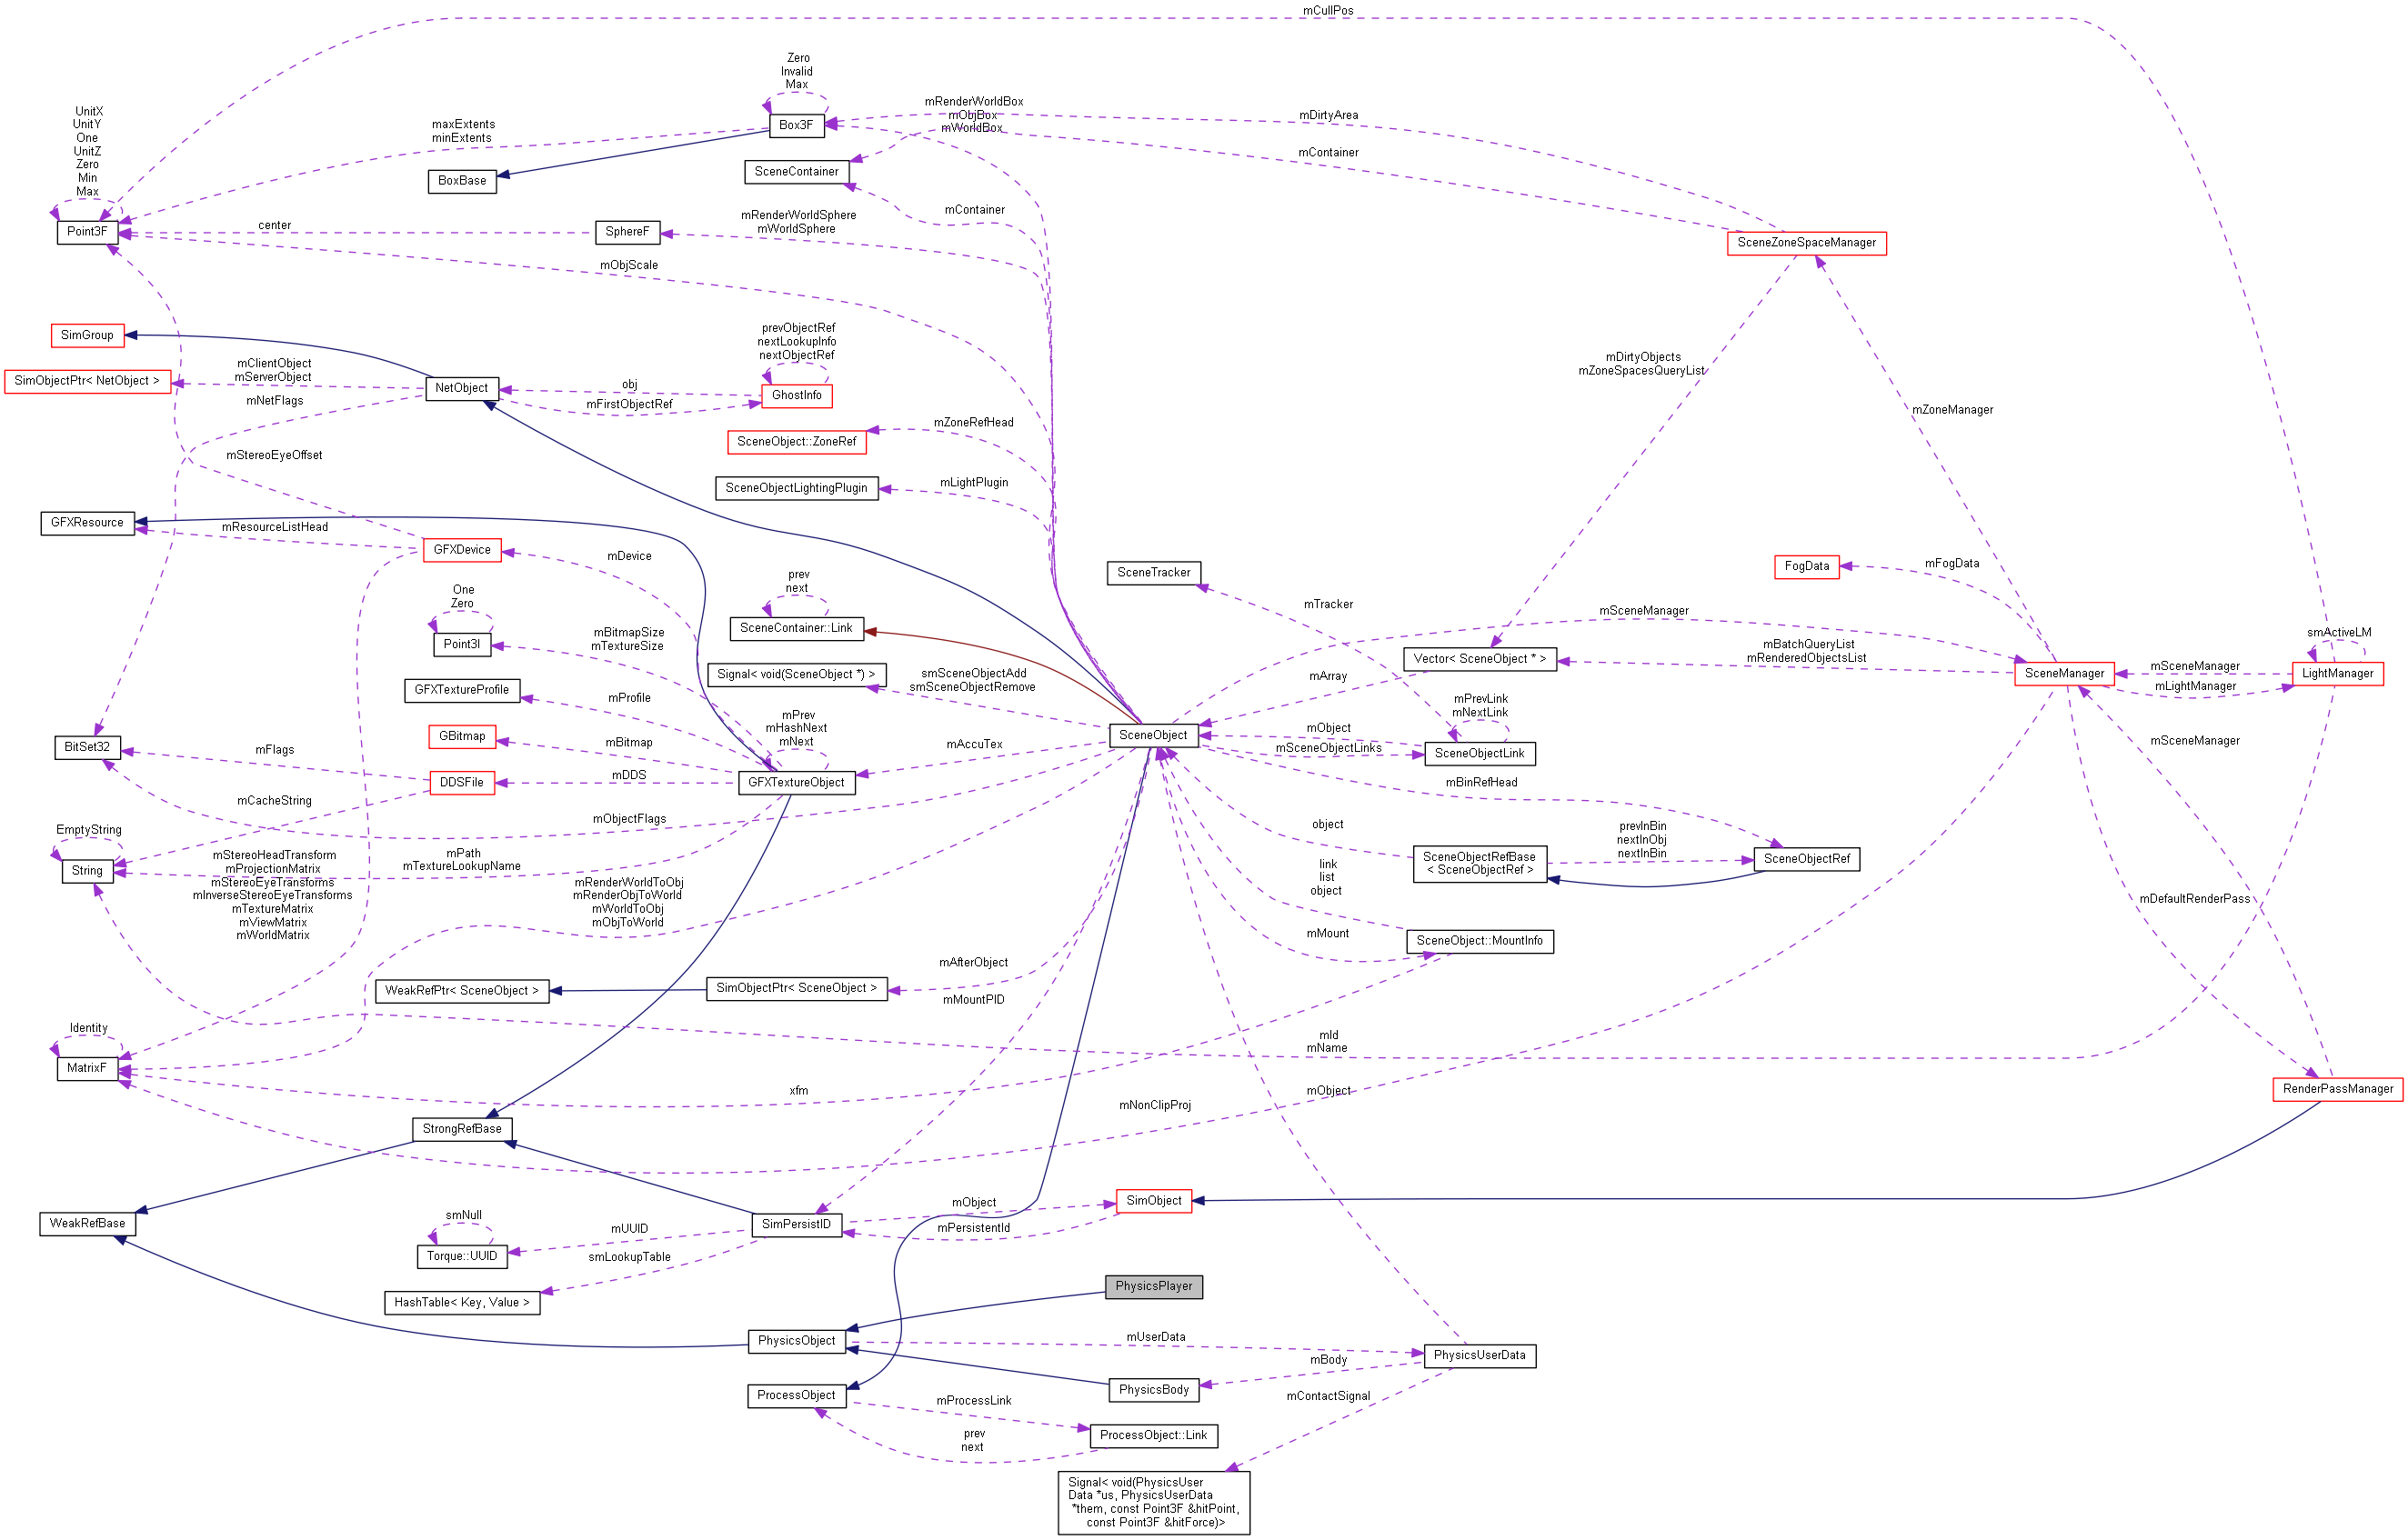 mCullPos
Zero
Invalid
Max
mRenderWorldBox
mObjBox
mWorldBox
mDirtyArea
UnitX
UnitY
One
UnitZ
Zero
Min
Max
maxExtents
minExtents
Box3F
mContainer
BoxBase
SceneContainer
mContainer
Point3F
center
SphereF
mRenderWorldSphere
mWorldSphere
SceneZoneSpaceManager
mObjScale
SimGroup
prevObjectRef
nextLookupInfo
nextObjectRef
SimObjectPtr< NetObject >
mClientObject
mServerObject
NetObject
obj
GhostInfo
mDirtyObjects
mZoneSpacesQueryList
mNetFlags
mFirstObjectRef
mZoneManager
SceneObject::ZoneRef
mZoneRefHead
mStereoEyeOffset
SceneObjectLightingPlugin
mLightPlugin
GFXResource
mResourceListHead
GFXDevice
mDevice
SceneTracker
FogData
mFogData
One
Zero
prev
next
mTracker
mSceneManager
Point3I
mBitmapSize
mTextureSize
SceneContainer::Link
smActiveLM
Signal< void(SceneObject *) >
smSceneObjectAdd
smSceneObjectRemove
mArray
Vector< SceneObject * >
mBatchQueryList
mRenderedObjectsList
SceneManager
mSceneManager
mLightManager
LightManager
GFXTextureProfile
mProfile
mPrev
mHashNext
mNext
mPrevLink
mNextLink
BitSet32
mFlags
GBitmap
mBitmap
mAccuTex
SceneObject
mObject
mSceneObjectLinks
SceneObjectLink
mSceneManager
DDSFile
mDDS
GFXTextureObject
mBinRefHead
mCacheString
mObjectFlags
EmptyString
object
prevInBin
nextInObj
nextInBin
String
mStereoHeadTransform
mProjectionMatrix
mStereoEyeTransforms
mInverseStereoEyeTransforms
mTextureMatrix
mViewMatrix
mWorldMatrix
mPath
mTextureLookupName
mRenderWorldToObj
mRenderObjToWorld
mWorldToObj
mObjToWorld
link
list
object
SceneObjectRefBase
< SceneObjectRef >
SceneObjectRef
mDefaultRenderPass
mMount
SceneObject::MountInfo
mAfterObject
WeakRefPtr< SceneObject >
SimObjectPtr< SceneObject >
mMountPID
Identity
mId
mName
MatrixF
xfm
mObject
RenderPassManager
mNonClipProj
StrongRefBase
WeakRefBase
smNull
mUUID
SimPersistID
mObject
mPersistentId
SimObject
Torque::UUID
smLookupTable
HashTable< Key, Value >
PhysicsPlayer
PhysicsObject
mUserData
PhysicsUserData
mBody
PhysicsBody
mContactSignal
ProcessObject
mProcessLink
ProcessObject::Link
prev
next
Signal< void(PhysicsUser
Data *us, PhysicsUserData
*them, const Point3F &hitPoint,
const Point3F &hitForce)>